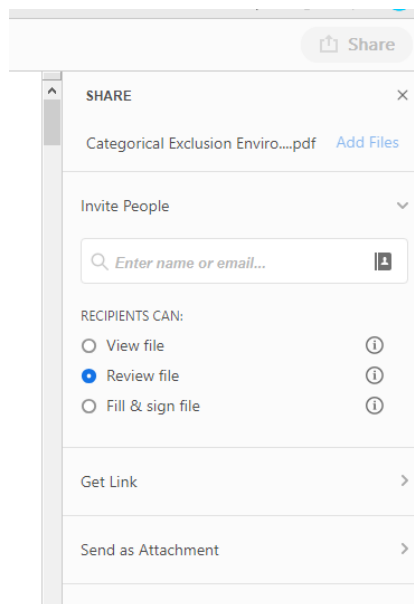 Share
SHARE
Categorical Exclusion Enviro....pdf Add Files
Invite People
Enter name or email...
RECIPIENTS CAN:
View file
Review file
Fill & sign file
Get Link
Send as Attachment